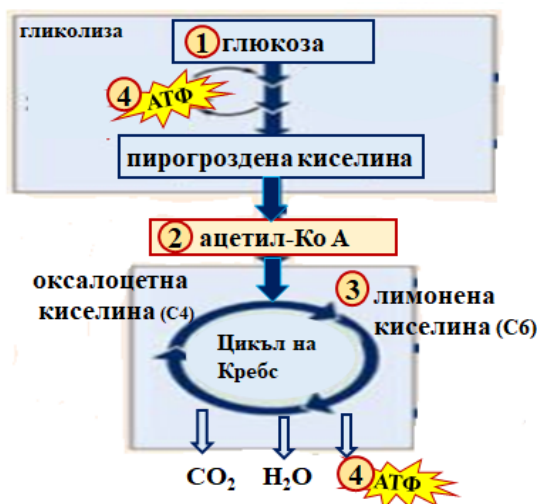 гликолиза
1 глюкоза
4 АТФ
пирогроздена киселина
2 ацетил-Ко А
оксалоцетна
киселина (С4)
3 лимонена
киселина (С6)
Цикъл на
Кребс
CO₂ H₂O 4 АТФ